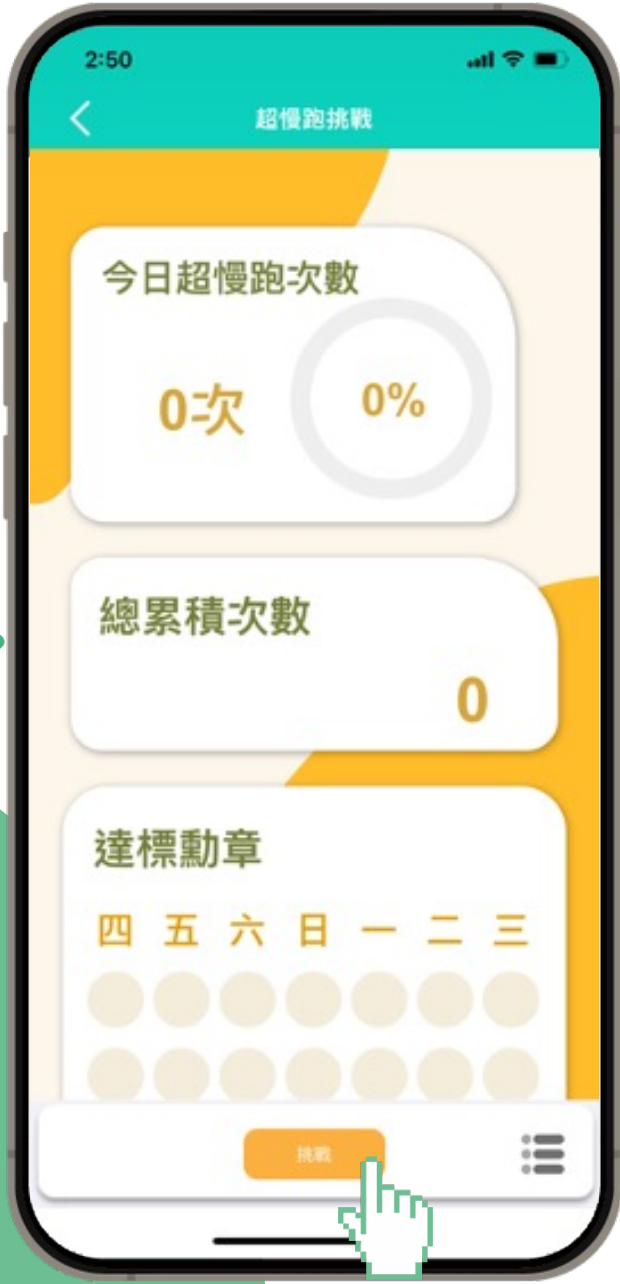 2:50
超慢跑挑戰
今日超慢跑次數
0次
0%
總累積次數
0
達標勳章
四 五 六 日 一 二 三
挑戰